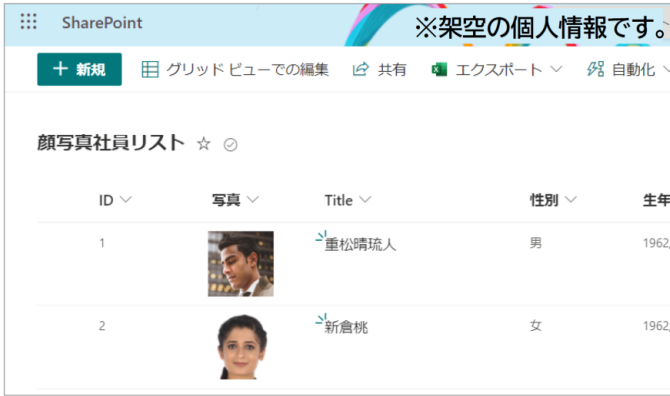 SharePoint
※架空の個人情報です。
+ 新規 グリッド ビューでの編集 共有 エクスポート 自動化
顔写真社員リスト
ID 写真 Title 性別 生年
1 重松晴琉人 男 1962,
2 新倉桃 女 1962,